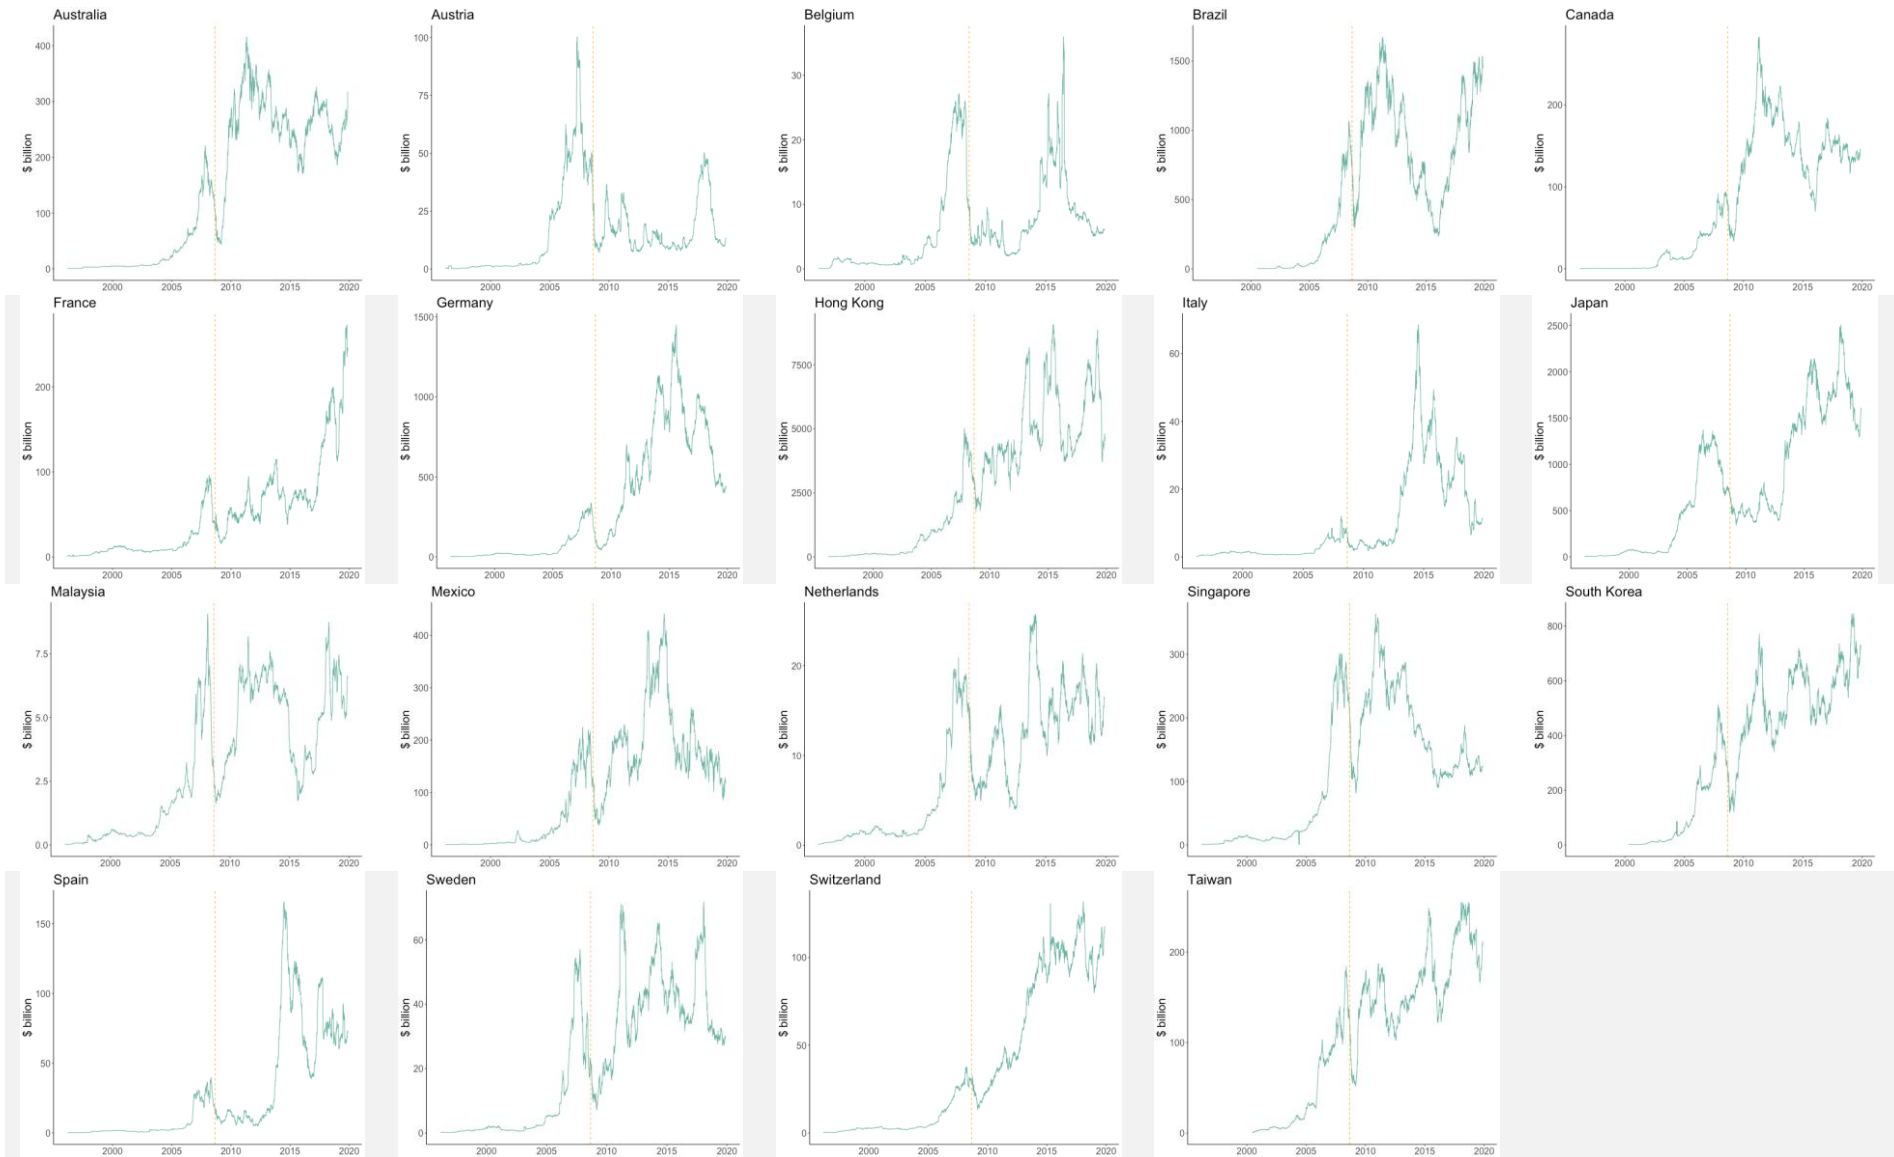 Australia
$ billion
400
300
200
100
0
2000 2005 2010 2015 2020
Austria
$ billion
100
75
50
25
0
2000 2005 2010 2015 2020
Belgium
$ billion
30
20
10
0
2000 2005 2010 2015 2020
Brazil
$ billion
1500
1000
500
0
2000 2005 2010 2015 2020
Canada
$ billion
200
100
0
2000 2005 2010 2015 2020
France
$ billion
200
100
0
2000 2005 2010 2015 2020
Germany
$ billion
1500
1000
500
0
2000 2005 2010 2015 2020
Hong Kong
$ billion
7500
5000
2500
0
2000 2005 2010 2015 2020
Italy
$ billion
60
40
20
0
2000 2005 2010 2015 2020
Japan
$ billion
2500
2000
1500
1000
500
0
2000 2005 2010 2015 2020
Malaysia
$ billion
7.5
5.0
2.5
0.0
2000 2005 2010 2015 2020
Mexico
$ billion
400
300
200
100
0
2000 2005 2010 2015 2020
Netherlands
$ billion
20
10
0
2000 2005 2010 2015 2020
Singapore
$ billion
300
200
100
0
2000 2005 2010 2015 2020
South Korea
$ billion
800
600
400
200
0
2000 2005 2010 2015 2020
Spain
$ billion
150
100
50
0
2000 2005 2010 2015 2020
Sweden
$ billion
60
40
20
0
2000 2005 2010 2015 2020
Switzerland
$ billion
100
50
0
2000 2005 2010 2015 2020
Taiwan
$ billion
200
100
0
2000 2005 2010 2015 2020